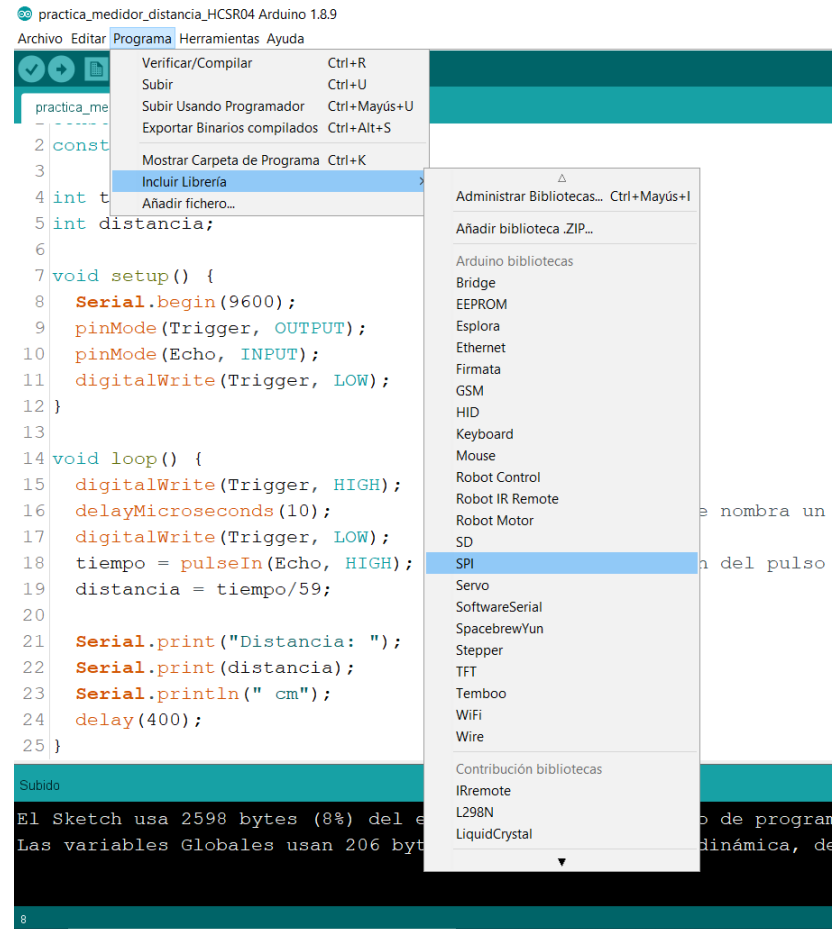 practica_medidor_distancia_HCSR04 Arduino 1.8.9
Archivo Editar Programa Herramientas Ayuda
Verificar/Compilar Ctrl+R
Subir Ctrl+U
Subir Usando Programador Ctrl+Mayús+U
Exportar Binarios compilados Ctrl+Alt+S
Mostrar Carpeta de Programa Ctrl+K
Incluir Librería
Añadir fichero...
Administrar Bibliotecas... Ctrl+Mayús+I
Añadir biblioteca .ZIP...
Arduino bibliotecas
Bridge
EEPROM
Esplora
Ethernet
Firmata
GSM
HID
Keyboard
Mouse
Robot Control
Robot IR Remote
Robot Motor
SD
SPI
Servo
SoftwareSerial
SpacebrewYun
Stepper
TFT
Temboo
WiFi
Wire
Contribución bibliotecas
IRremote
L298N
LiquidCrystal
practica_me
2 const
3
4 int t
5 int distancia;
6
7 void setup() {
8 Serial.begin(9600);
9 pinMode(Trigger, OUTPUT);
10 pinMode(Echo, INPUT);
11 digitalWrite(Trigger, LOW);
12 }
13
14 void loop() {
15 digitalWrite(Trigger, HIGH);
16 delayMicroseconds(10); e nombra un
17 digitalWrite(Trigger, LOW);
18 tiempo = pulseIn(Echo, HIGH); n del pulso
19 distancia = tiempo/59;
20
21 Serial.print("Distancia: ");
22 Serial.print(distancia);
23 Serial.println(" cm");
24 delay(400);
25 }
Subido
El Sketch usa 2598 bytes (8%) del e o de program
Las variables Globales usan 206 byt dinámica, de
8